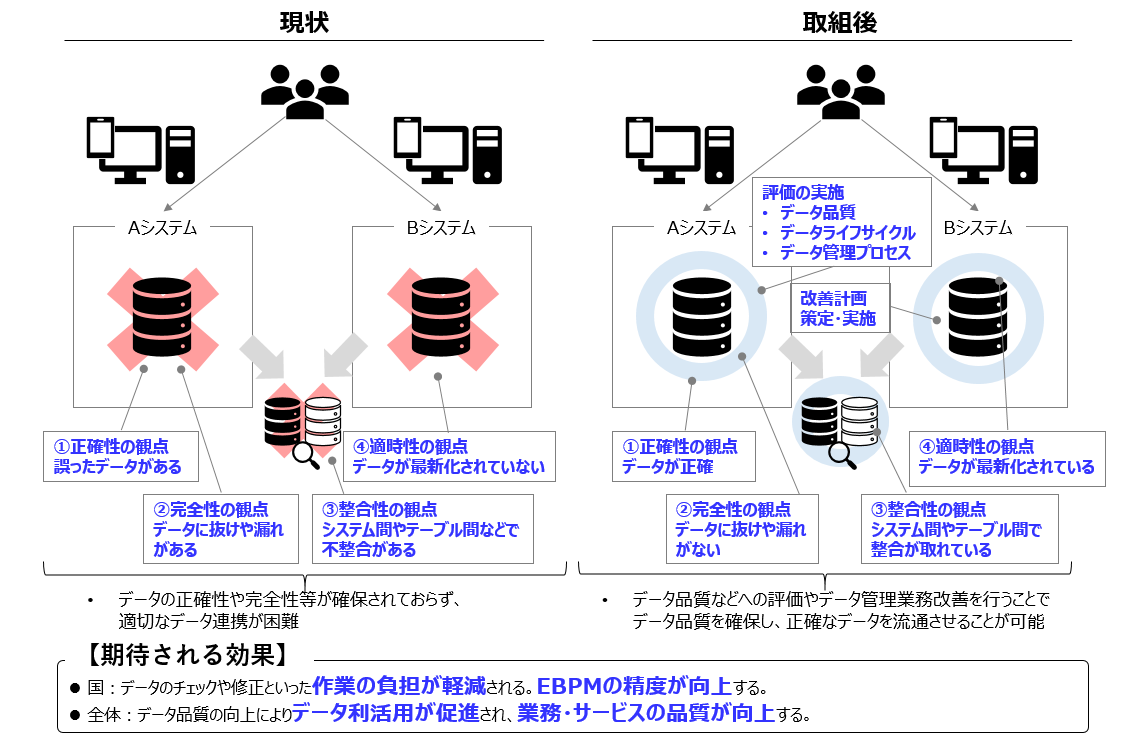 現状
Aシステム
Bシステム
①正確性の観点
誤ったデータがある
②完全性の観点
データに抜けや漏れ
がある
④適時性の観点
データが最新化されていない
③整合性の観点
システム間やテーブル間などで
不整合がある
• データの正確性や完全性等が確保されておらず、
適切なデータ連携が困難
取組後
評価の実施
• データ品質
• データライフサイクル
• データ管理プロセス
Aシステム
Bシステム
改善計画
策定・実施
①正確性の観点
データが正確
②完全性の観点
データに抜けや漏れ
がない
④適時性の観点
データが最新化されている
③整合性の観点
システム間やテーブル間で
整合が取れている
• データ品質などへの評価やデータ管理業務改善を行うことで
データ品質を確保し、正確なデータを流通させることが可能
【期待される効果】
● 国：データのチェックや修正といった作業の負担が軽減される。EBPMの精度が向上する。
● 全体：データ品質の向上によりデータ利活用が促進され、業務・サービスの品質が向上する。